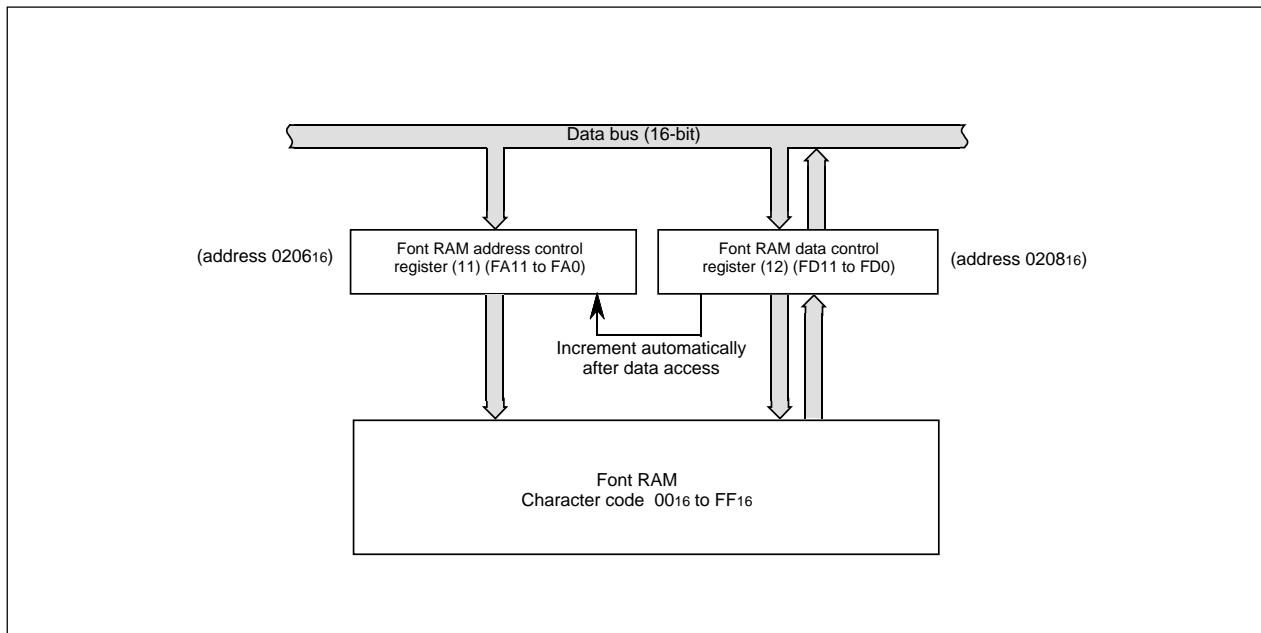 Data bus (16-bit)
(address 020616)
Font RAM address control
register (11) (FA11 to FA0)
Font RAM data control
register (12) (FD11 to FD0)
(address 020816)
Increment automatically
after data access
Font RAM
Character code 0016 to FF16